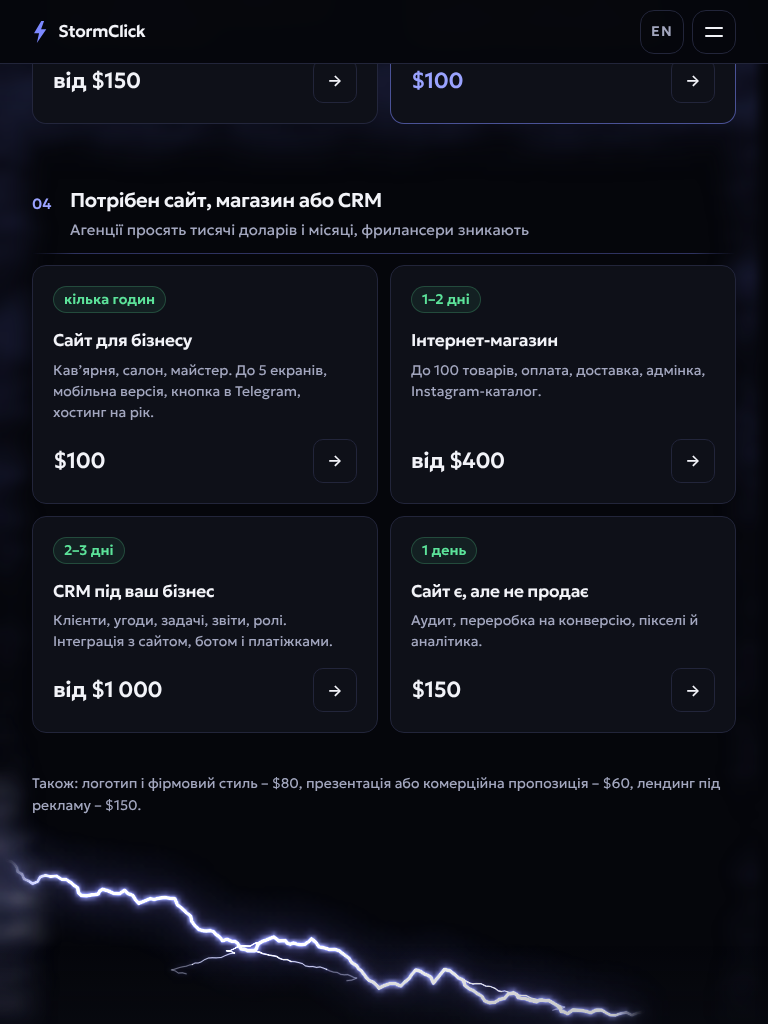 StormClick
EN
від $150
$100
04
Потрібен сайт, магазин або CRM
Агенції просять тисячі доларів і місяці, фрилансери зникають
кілька годин
Сайт для бізнесу
Кав’ярня, салон, майстер. До 5 екранів,
мобільна версія, кнопка в Telegram,
хостинг на рік.
$100
1–2 дні
Інтернет-магазин
До 100 товарів, оплата, доставка, адмінка,
Instagram-каталог.
від $400
2–3 дні
CRM під ваш бізнес
Клієнти, угоди, задачі, звіти, ролі.
Інтеграція з сайтом, ботом і платіжками.
від $1 000
1 день
Сайт є, але не продає
Аудит, переробка на конверсію, пікселі й
аналітика.
$150
Також: логотип і фірмовий стиль – $80, презентація або комерційна пропозиція – $60, лендинг під
рекламу – $150.